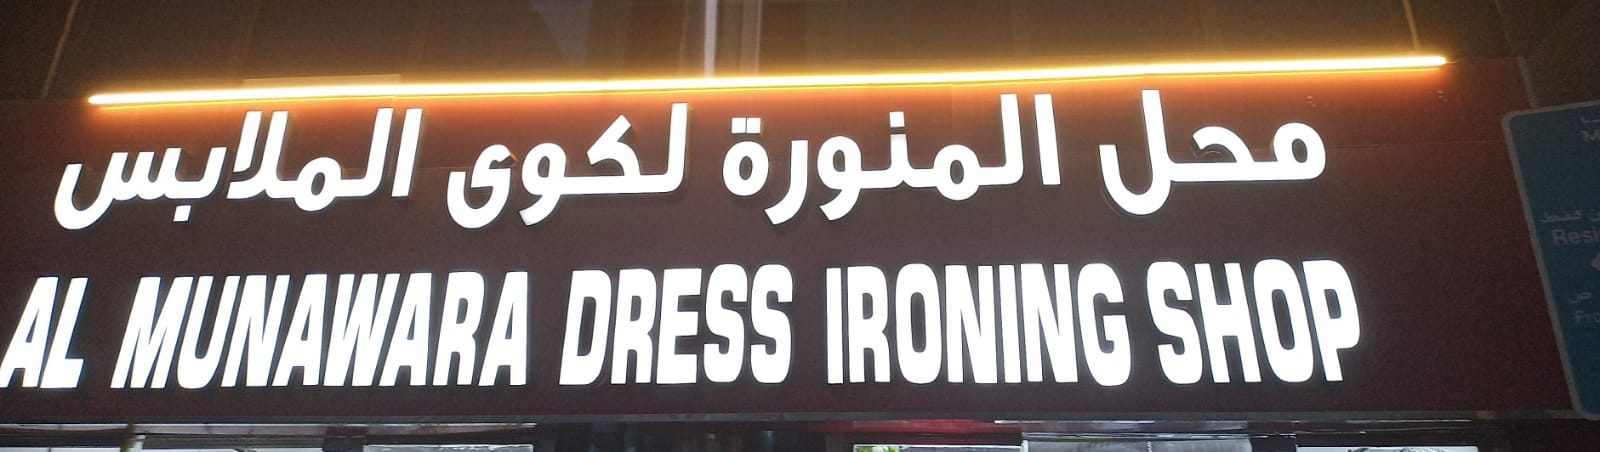 محل المنورة لكوى الملابس
AL MUNAWARA DRESS IRONING SHOP